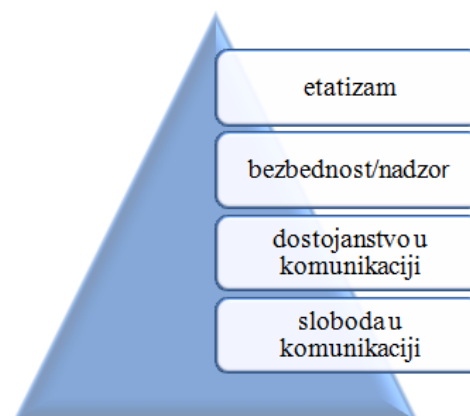 etatizam
bezbednost/nadzor
dostojanstvo u
komunikaciji
sloboda u
komunikaciji